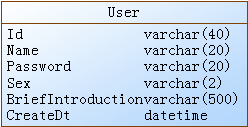 User
Id varchar(40)
Name varchar(20)
Password varchar(20)
Sex varchar(2)
BriefIntroductionvarchar(500)
CreateDt datetime